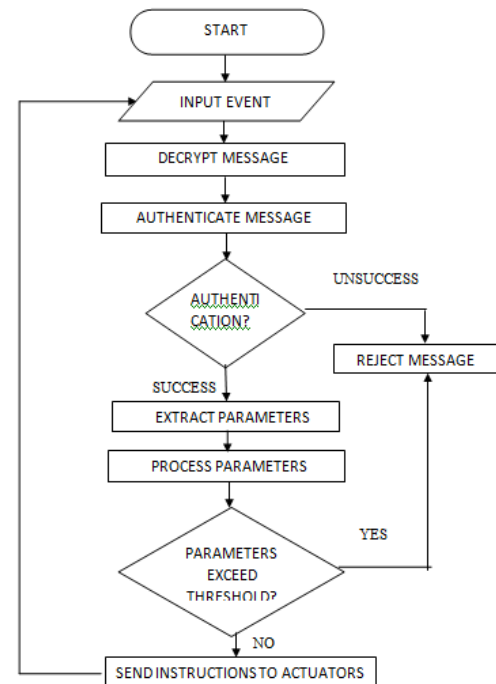 START
INPUT EVENT
DECRYPT MESSAGE
AUTHENTICATE MESSAGE
AUTHENTI
CATION?
UNSUCCESS
REJECT MESSAGE
SUCCESS
EXTRACT PARAMETERS
PROCESS PARAMETERS
PARAMETERS
EXCEED
THRESHOLD?
YES
NO
SEND INSTRUCTIONS TO ACTUATORS